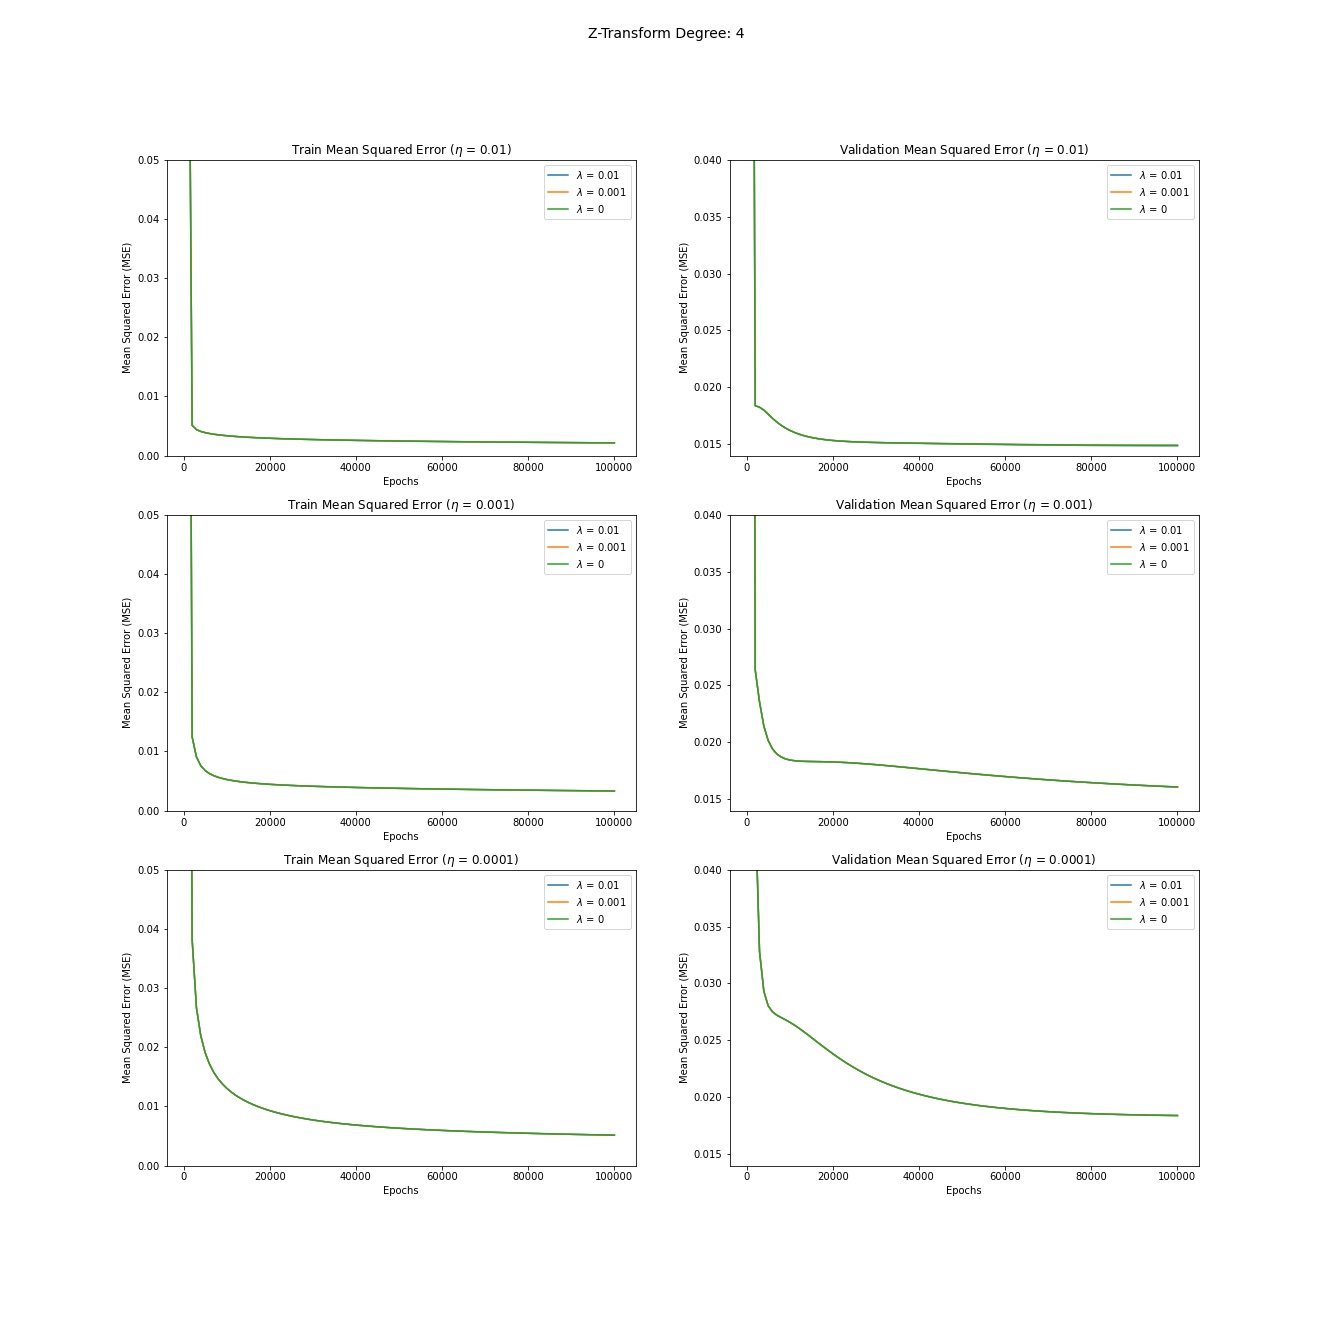 Z-Transform Degree: 4
Train Mean Squared Error (η = 0.01)
Mean Squared Error (MSE)
0.05
0.04
0.03
0.02
0.01
0.00
λ = 0.01
λ = 0.001
λ = 0
0 20000 40000 60000 80000 100000
Epochs
Validation Mean Squared Error (η = 0.01)
Mean Squared Error (MSE)
0.040
0.035
0.030
0.025
0.020
0.015
λ = 0.01
λ = 0.001
λ = 0
0 20000 40000 60000 80000 100000
Epochs
Train Mean Squared Error (η = 0.001)
Mean Squared Error (MSE)
0.05
0.04
0.03
0.02
0.01
0.00
λ = 0.01
λ = 0.001
λ = 0
0 20000 40000 60000 80000 100000
Epochs
Validation Mean Squared Error (η = 0.001)
Mean Squared Error (MSE)
0.040
0.035
0.030
0.025
0.020
0.015
λ = 0.01
λ = 0.001
λ = 0
0 20000 40000 60000 80000 100000
Epochs
Train Mean Squared Error (η = 0.0001)
Mean Squared Error (MSE)
0.05
0.04
0.03
0.02
0.01
0.00
λ = 0.01
λ = 0.001
λ = 0
0 20000 40000 60000 80000 100000
Epochs
Validation Mean Squared Error (η = 0.0001)
Mean Squared Error (MSE)
0.040
0.035
0.030
0.025
0.020
0.015
λ = 0.01
λ = 0.001
λ = 0
0 20000 40000 60000 80000 100000
Epochs